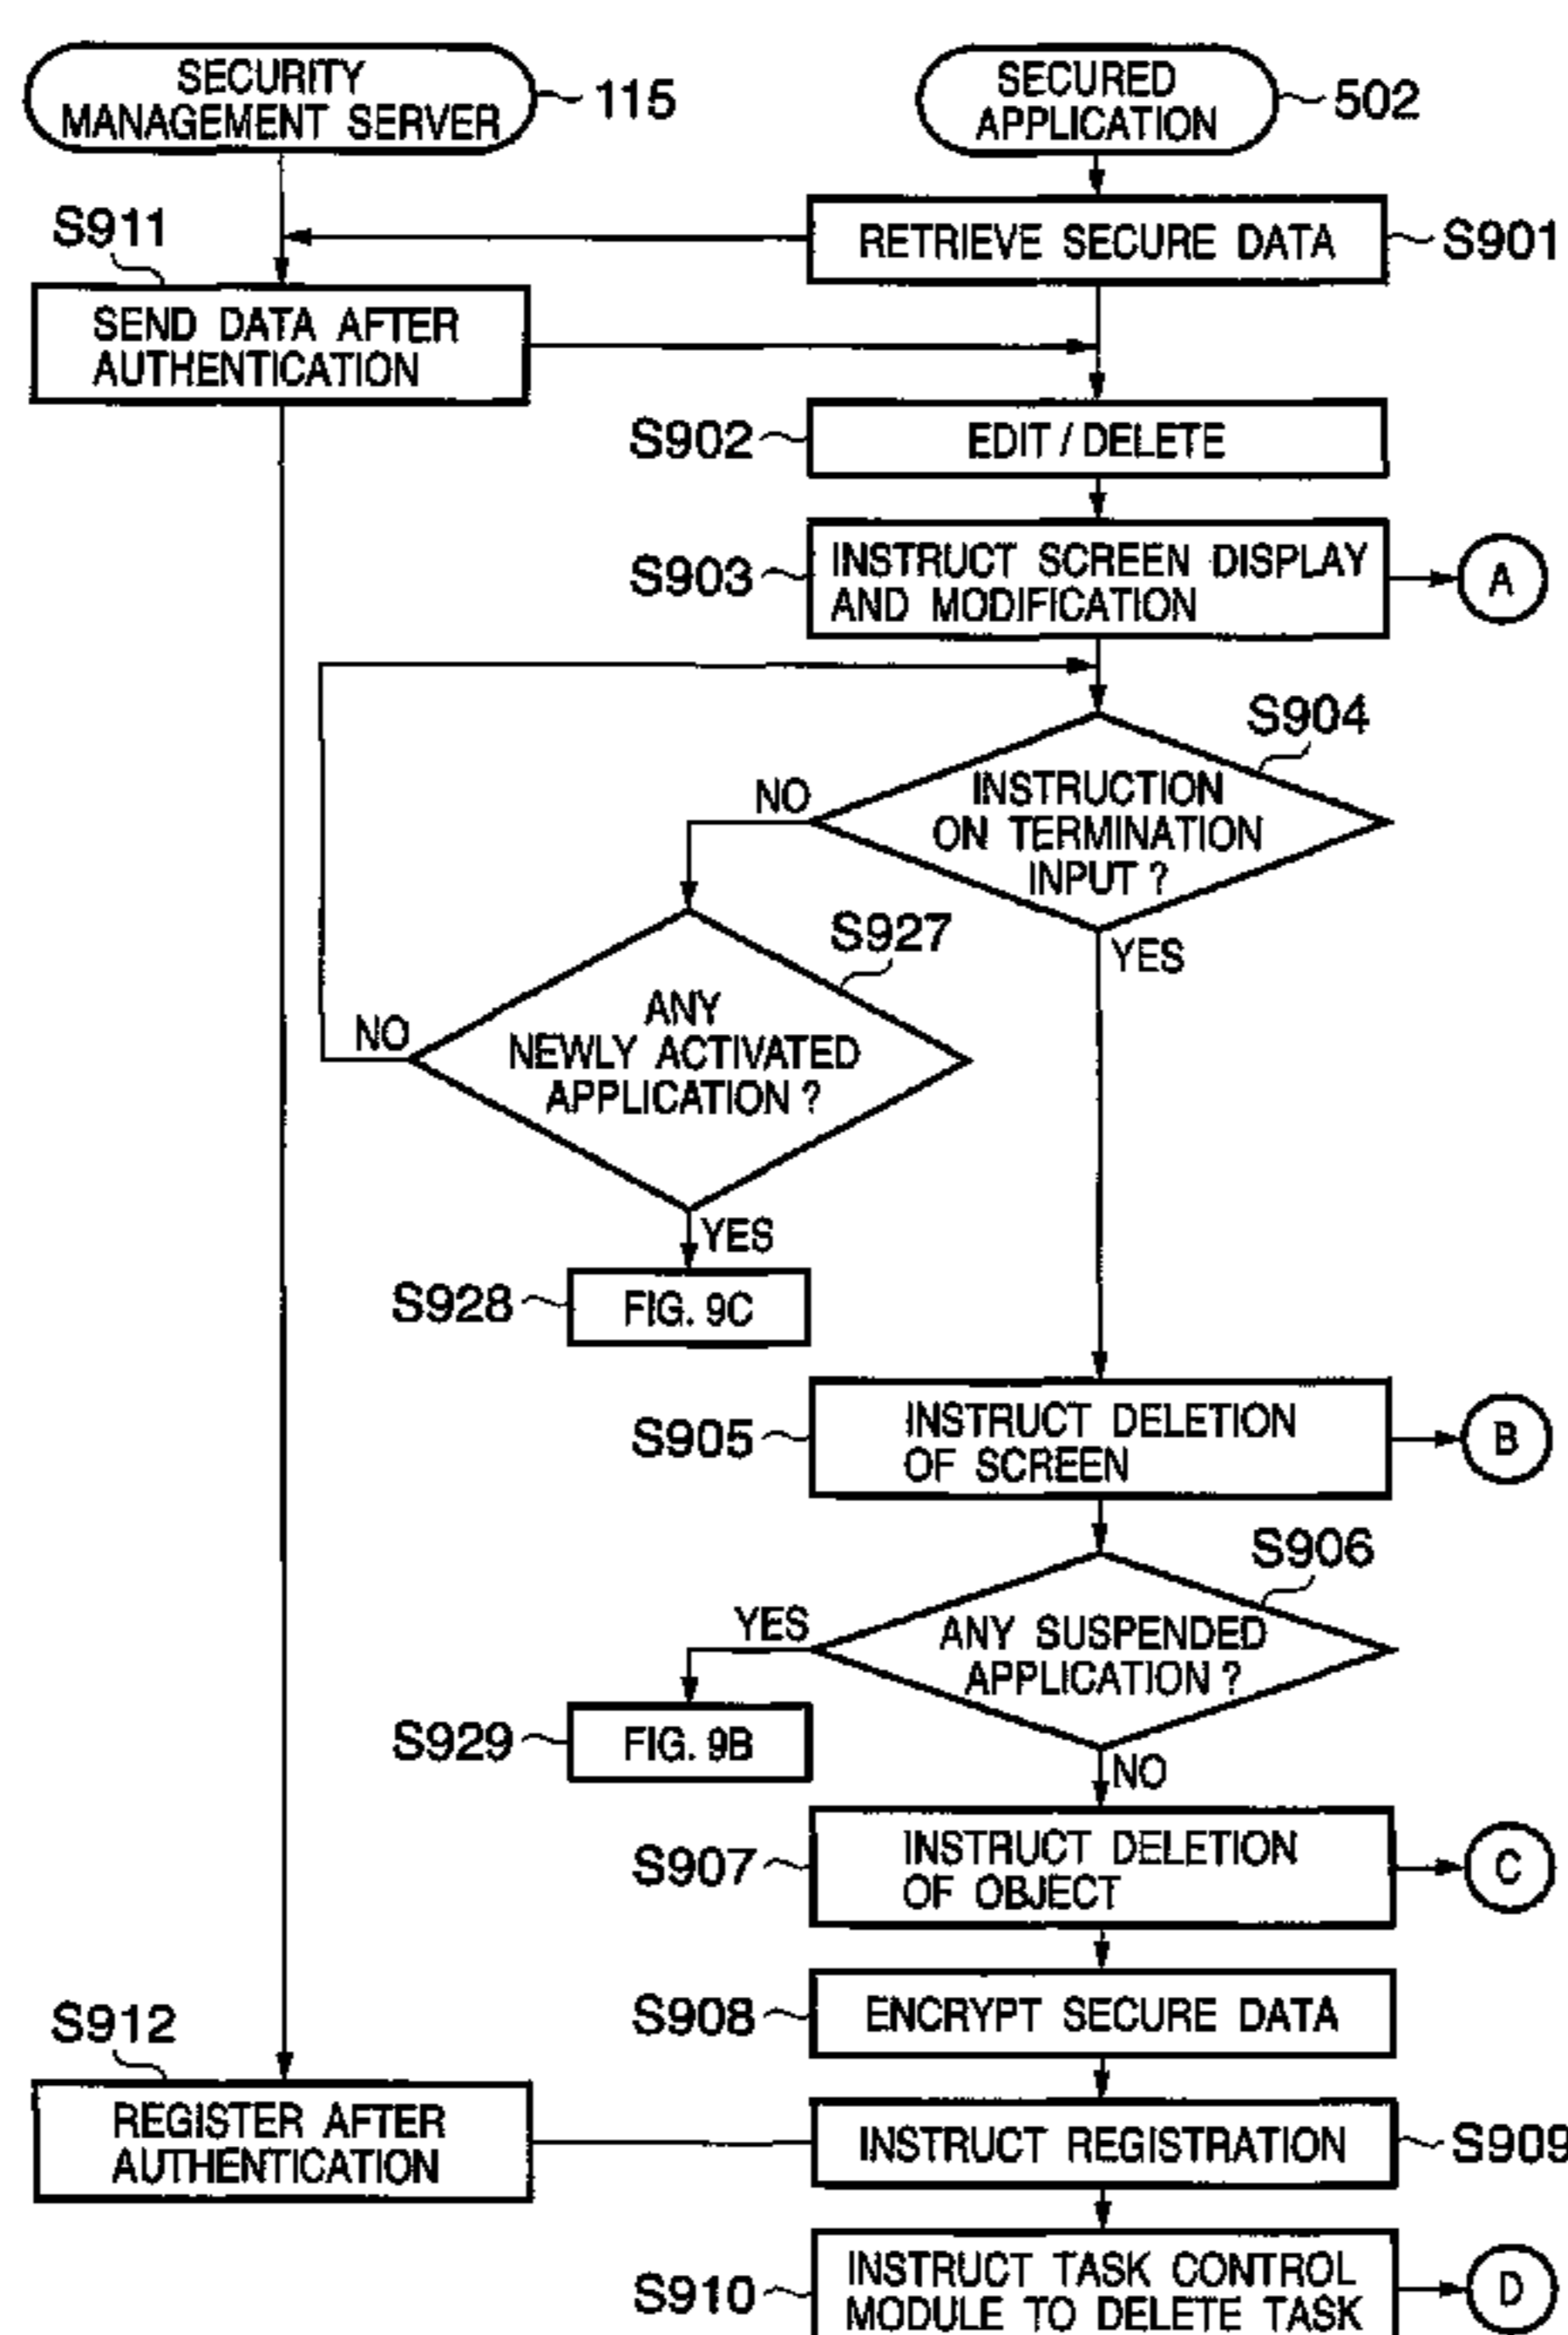 SECURITY
MANAGEMENT SERVER
115
SECURED
APPLICATION
502
S911
RETRIEVE SECURE DATA
S901
SEND DATA AFTER
AUTHENTICATION
S902
EDIT / DELETE
S903
INSTRUCT SCREEN DISPLAY
AND MODIFICATION
A
S904
NO
INSTRUCTION
ON TERMINATION
INPUT ?
YES
S927
NO
ANY
NEWLY ACTIVATED
APPLICATION ?
YES
S928
FIG. 9C
S905
INSTRUCT DELETION
OF SCREEN
B
S906
YES
ANY SUSPENDED
APPLICATION ?
S929
FIG. 9B
NO
S907
INSTRUCT DELETION
OF OBJECT
C
S908
ENCRYPT SECURE DATA
S912
REGISTER AFTER
AUTHENTICATION
INSTRUCT REGISTRATION
S909
S910
INSTRUCT TASK CONTROL
MODULE TO DELETE TASK
D